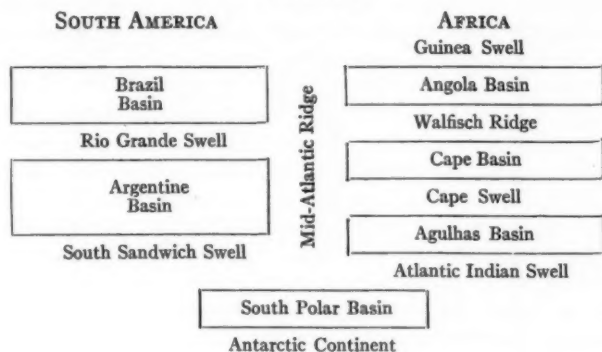 SOUTH AMERICA
Brazil
Basin
Rio Grande Swell
Argentine
Basin
South Sandwich Swell
Mid-Atlantic Ridge
AFRICA
Guinea Swell
Angola Basin
Walfisch Ridge
Cape Basin
Cape Swell
Agulhas Basin
Atlantic Indian Swell
South Polar Basin
Antarctic Continent